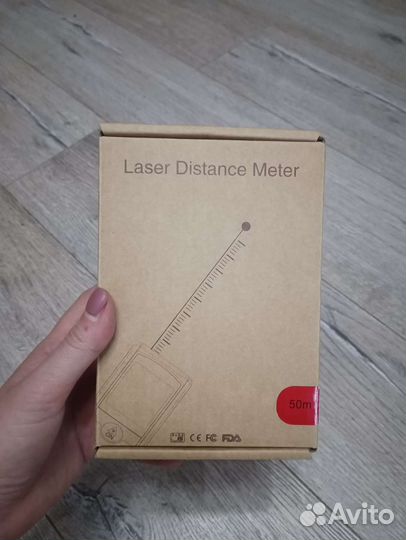 Laser Distance Meter
50m
CE FC FDA
Avito